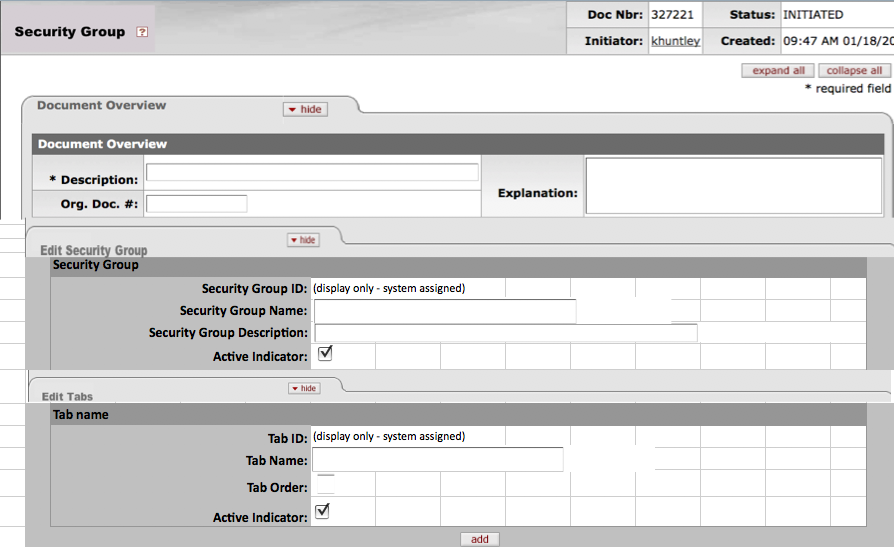 Security Group ?
Doc Nbr: 327221 Status: INITIATED
Initiator: khuntley Created: 09:47 AM 01/18/20
expand all collapse all
* required field
Document Overview hide
Document Overview
* Description:
Explanation:
Org. Doc. #:
Edit Security Group hide
Security Group
Security Group ID: (display only - system assigned)
Security Group Name:
Security Group Description:
Active Indicator:
Edit Tabs hide
Tab name
Tab ID: (display only - system assigned)
Tab Name:
Tab Order:
Active Indicator:
add